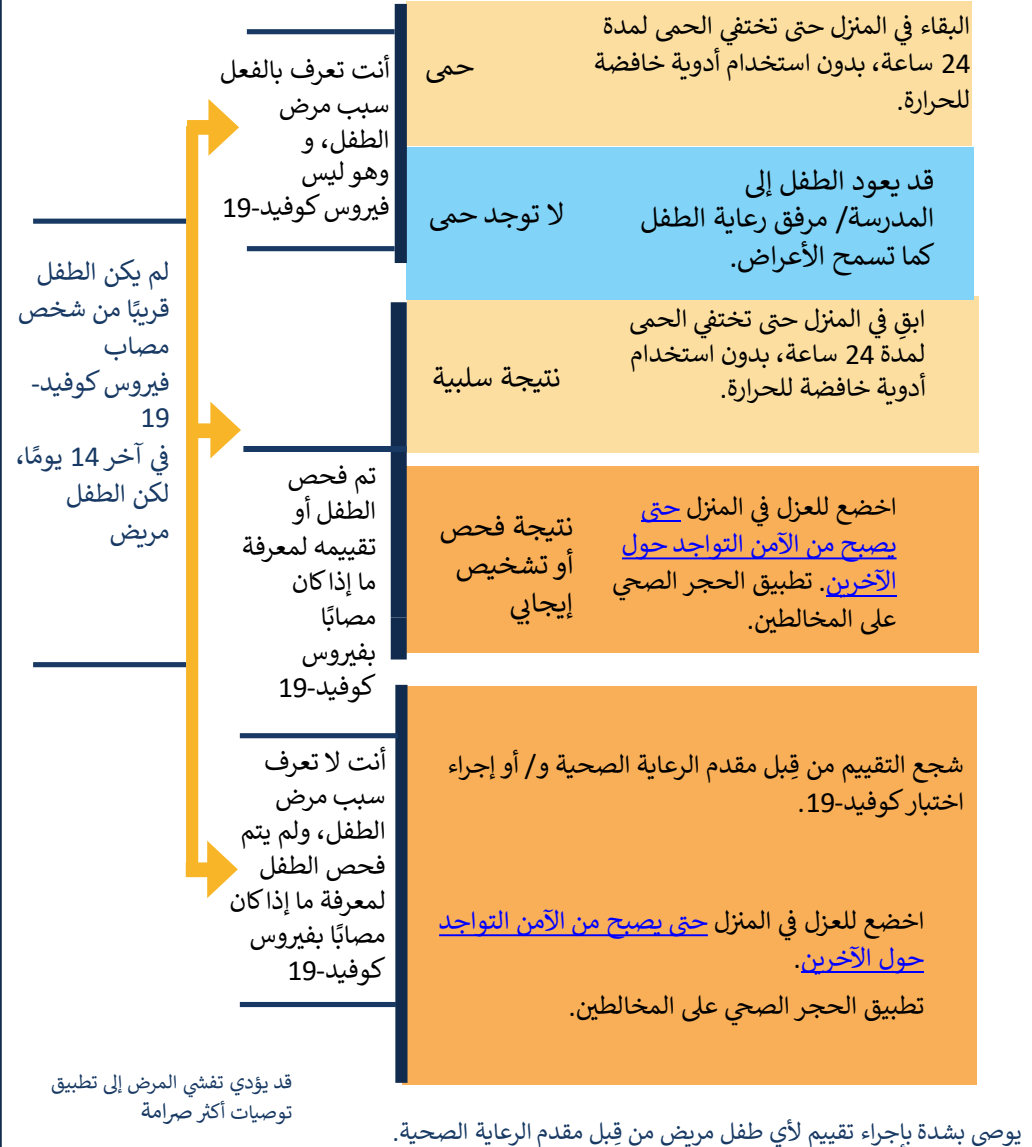 لم يكن الطفل
قريبًا من شخص
مصاب
فيروس كوفيد-
19
في آخر 14 يومًا،
لكن الطفل
مريض
أنت تعرف بالفعل
سبب مرض
الطفل، و
وهو ليس
فيروس كوفيد-19
حمى
البقاء في المنزل حتى تختفي الحمى لمدة
24 ساعة، بدون استخدام أدوية خافضة
للحرارة.
لا توجد حمى
قد يعود الطفل إلى
المدرسة/ مرفق رعاية الطفل
كما تسمح الأعراض.
تم فحص
الطفل أو
تقييمه لمعرفة
ما إذا كان
مصابًا
بفيروس
كوفيد-19
نتيجة سلبية
ابقِ في المنزل حتى تختفي الحمى
لمدة 24 ساعة، بدون استخدام
أدوية خافضة للحرارة.
نتيجة فحص
أو تشخيص
إيجابي
اخضع للعزل في المنزل حتى
يصبح من الآمن التواجد حول
الآخرين. تطبيق الحجر الصحي
على المخالطين.
أنت لا تعرف
سبب مرض
الطفل، ولم يتم
فحص الطفل
لمعرفة ما إذا كان
مصابًا بفيروس
كوفيد-19
شجع التقييم من قِبل مقدم الرعاية الصحية و/ أو إجراء
اختبار كوفيد-19.
اخضع للعزل في المنزل حتى يصبح من الآمن التواجد
حول الآخرين.
تطبيق الحجر الصحي على المخالطين.
قد يؤدي تفشي المرض إلى تطبيق
توصيات أكثر صرامة
يوصى بشدة بإجراء تقييم لأي طفل مريض من قِبل مقدم الرعاية الصحية.